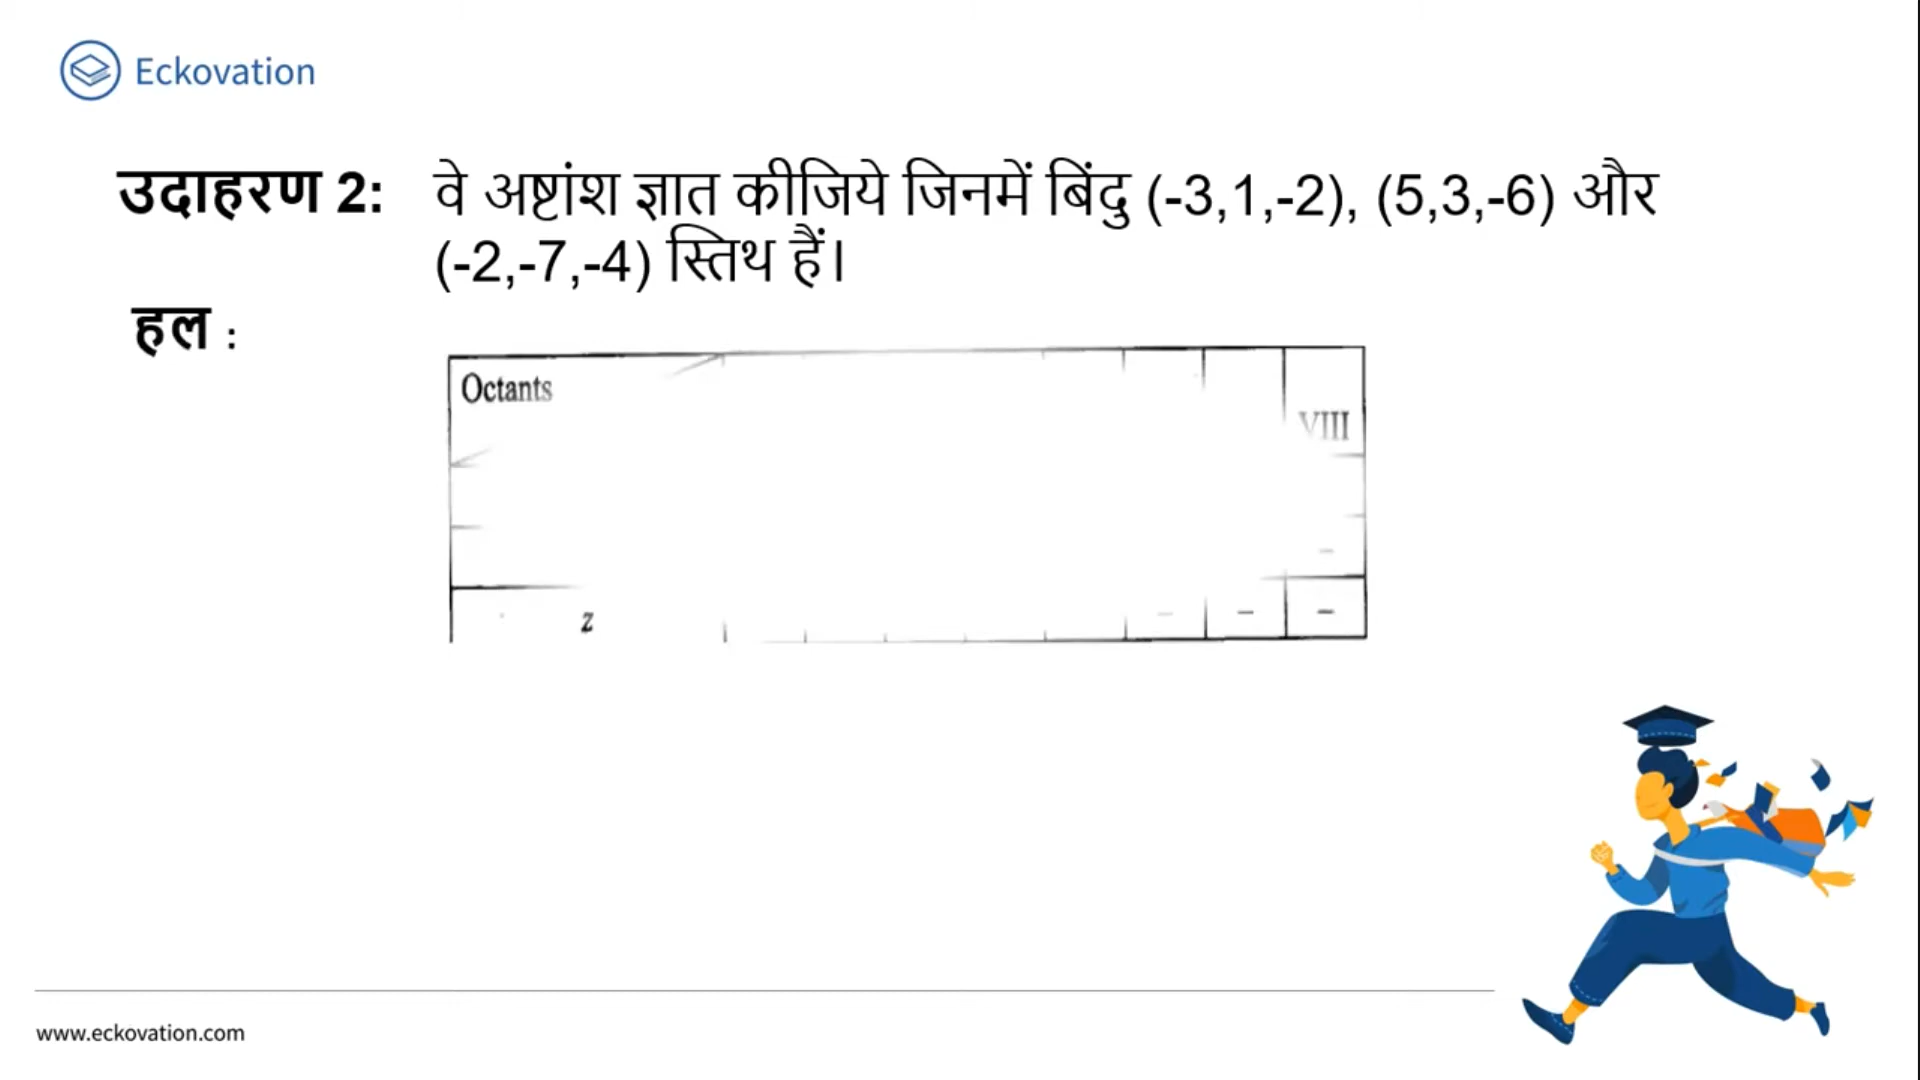 Eckovation
उदाहरण 2: वे अष्टांश ज्ञात कीजिये जिनमें बिंदु (-3,1,-2), (5,3,-6) और
(-2,-7,-4) स्तिथ हैं।
हल :
Octants
VIII
-
z - - -
www.eckovation.com